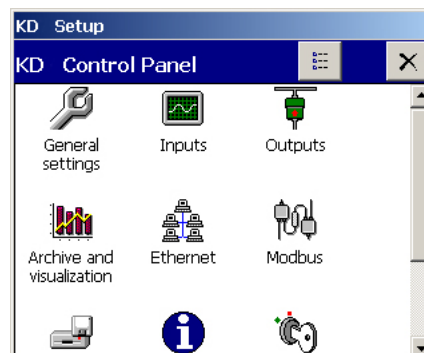 KD Setup
KD Control Panel
General
settings
Inputs
Outputs
Archive and
visualization
Ethernet
Modbus